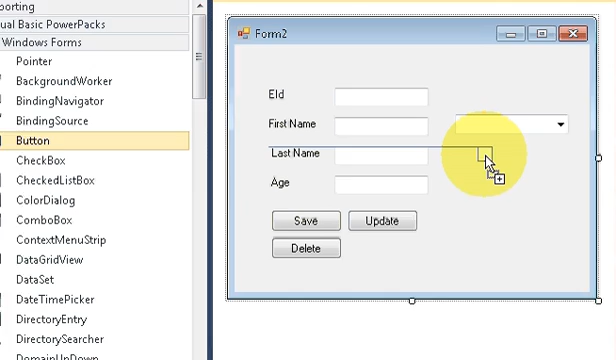 porting
ual Basic PowerPacks
Windows Forms
Pointer
BackgroundWorker
BindingNavigator
BindingSource
Button
CheckBox
CheckedListBox
ColorDialog
ComboBox
ContextMenuStrip
DataGridView
DataSet
DateTimePicker
DirectoryEntry
DirectorySearcher
DomainUpDown
Form2
EId
First Name
Last Name
Age
Save Update
Delete